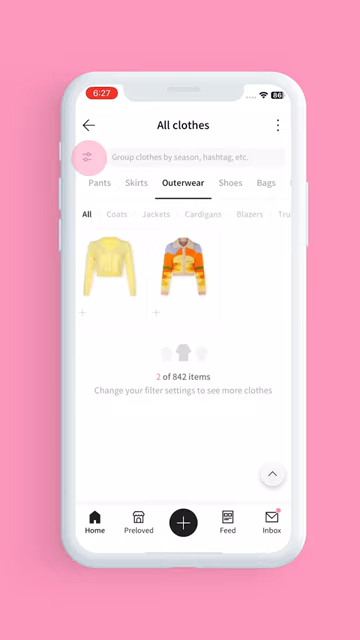 6:27
86
All clothes
Group clothes by season, hashtag, etc.
Pants Skirts Outerwear Shoes Bags
All Coats Jackets Cardigans Blazers Tru
2 of 842 items
Change your filter settings to see more clothes
Home Preloved Feed Inbox